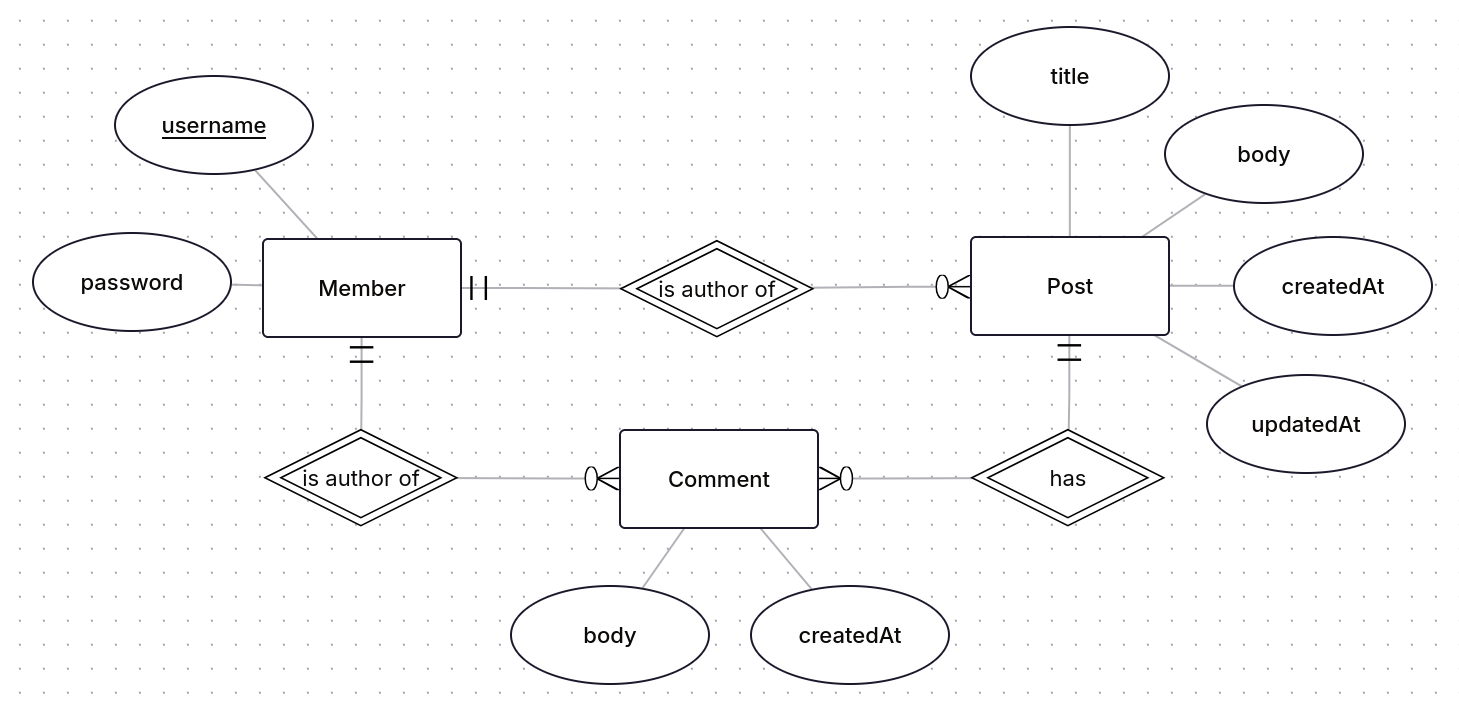 title
username
body
password
Member
is author of
Post
createdAt
updatedAt
is author of
Comment
has
body
createdAt